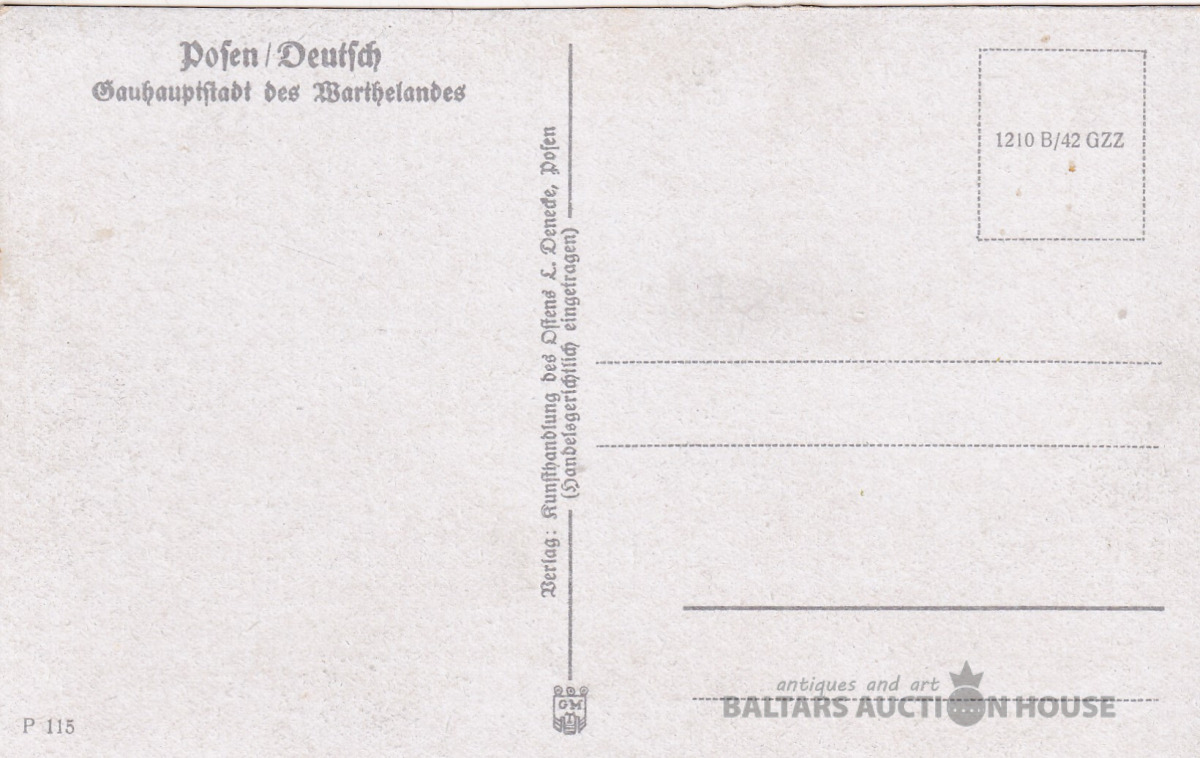 Posen / Deutsch
Gauhauptstadt des Warthelandes
Verlag: Kunsthandlung des Ostens L. Denecke, Posen
(Handelsgerichtlich eingetragen)
1210 B/42 GZZ
P 115
GM
antiques and art
BALTARS AUCTION HOUSE